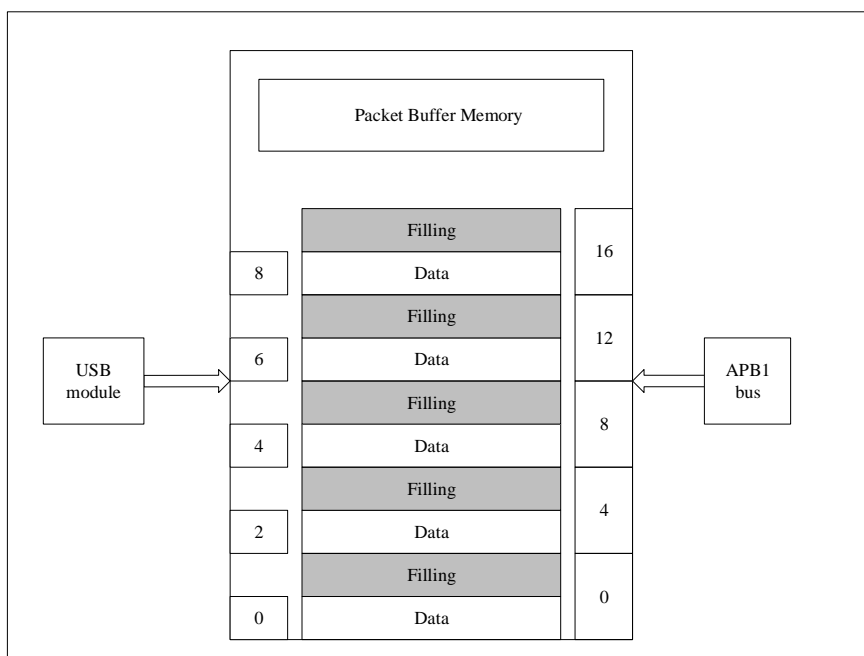 Packet Buffer Memory
Filling
16
8
Data
Filling
12
USB
module
6
Data
APB1
bus
Filling
8
4
Data
Filling
4
2
Data
Filling
0
0
Data